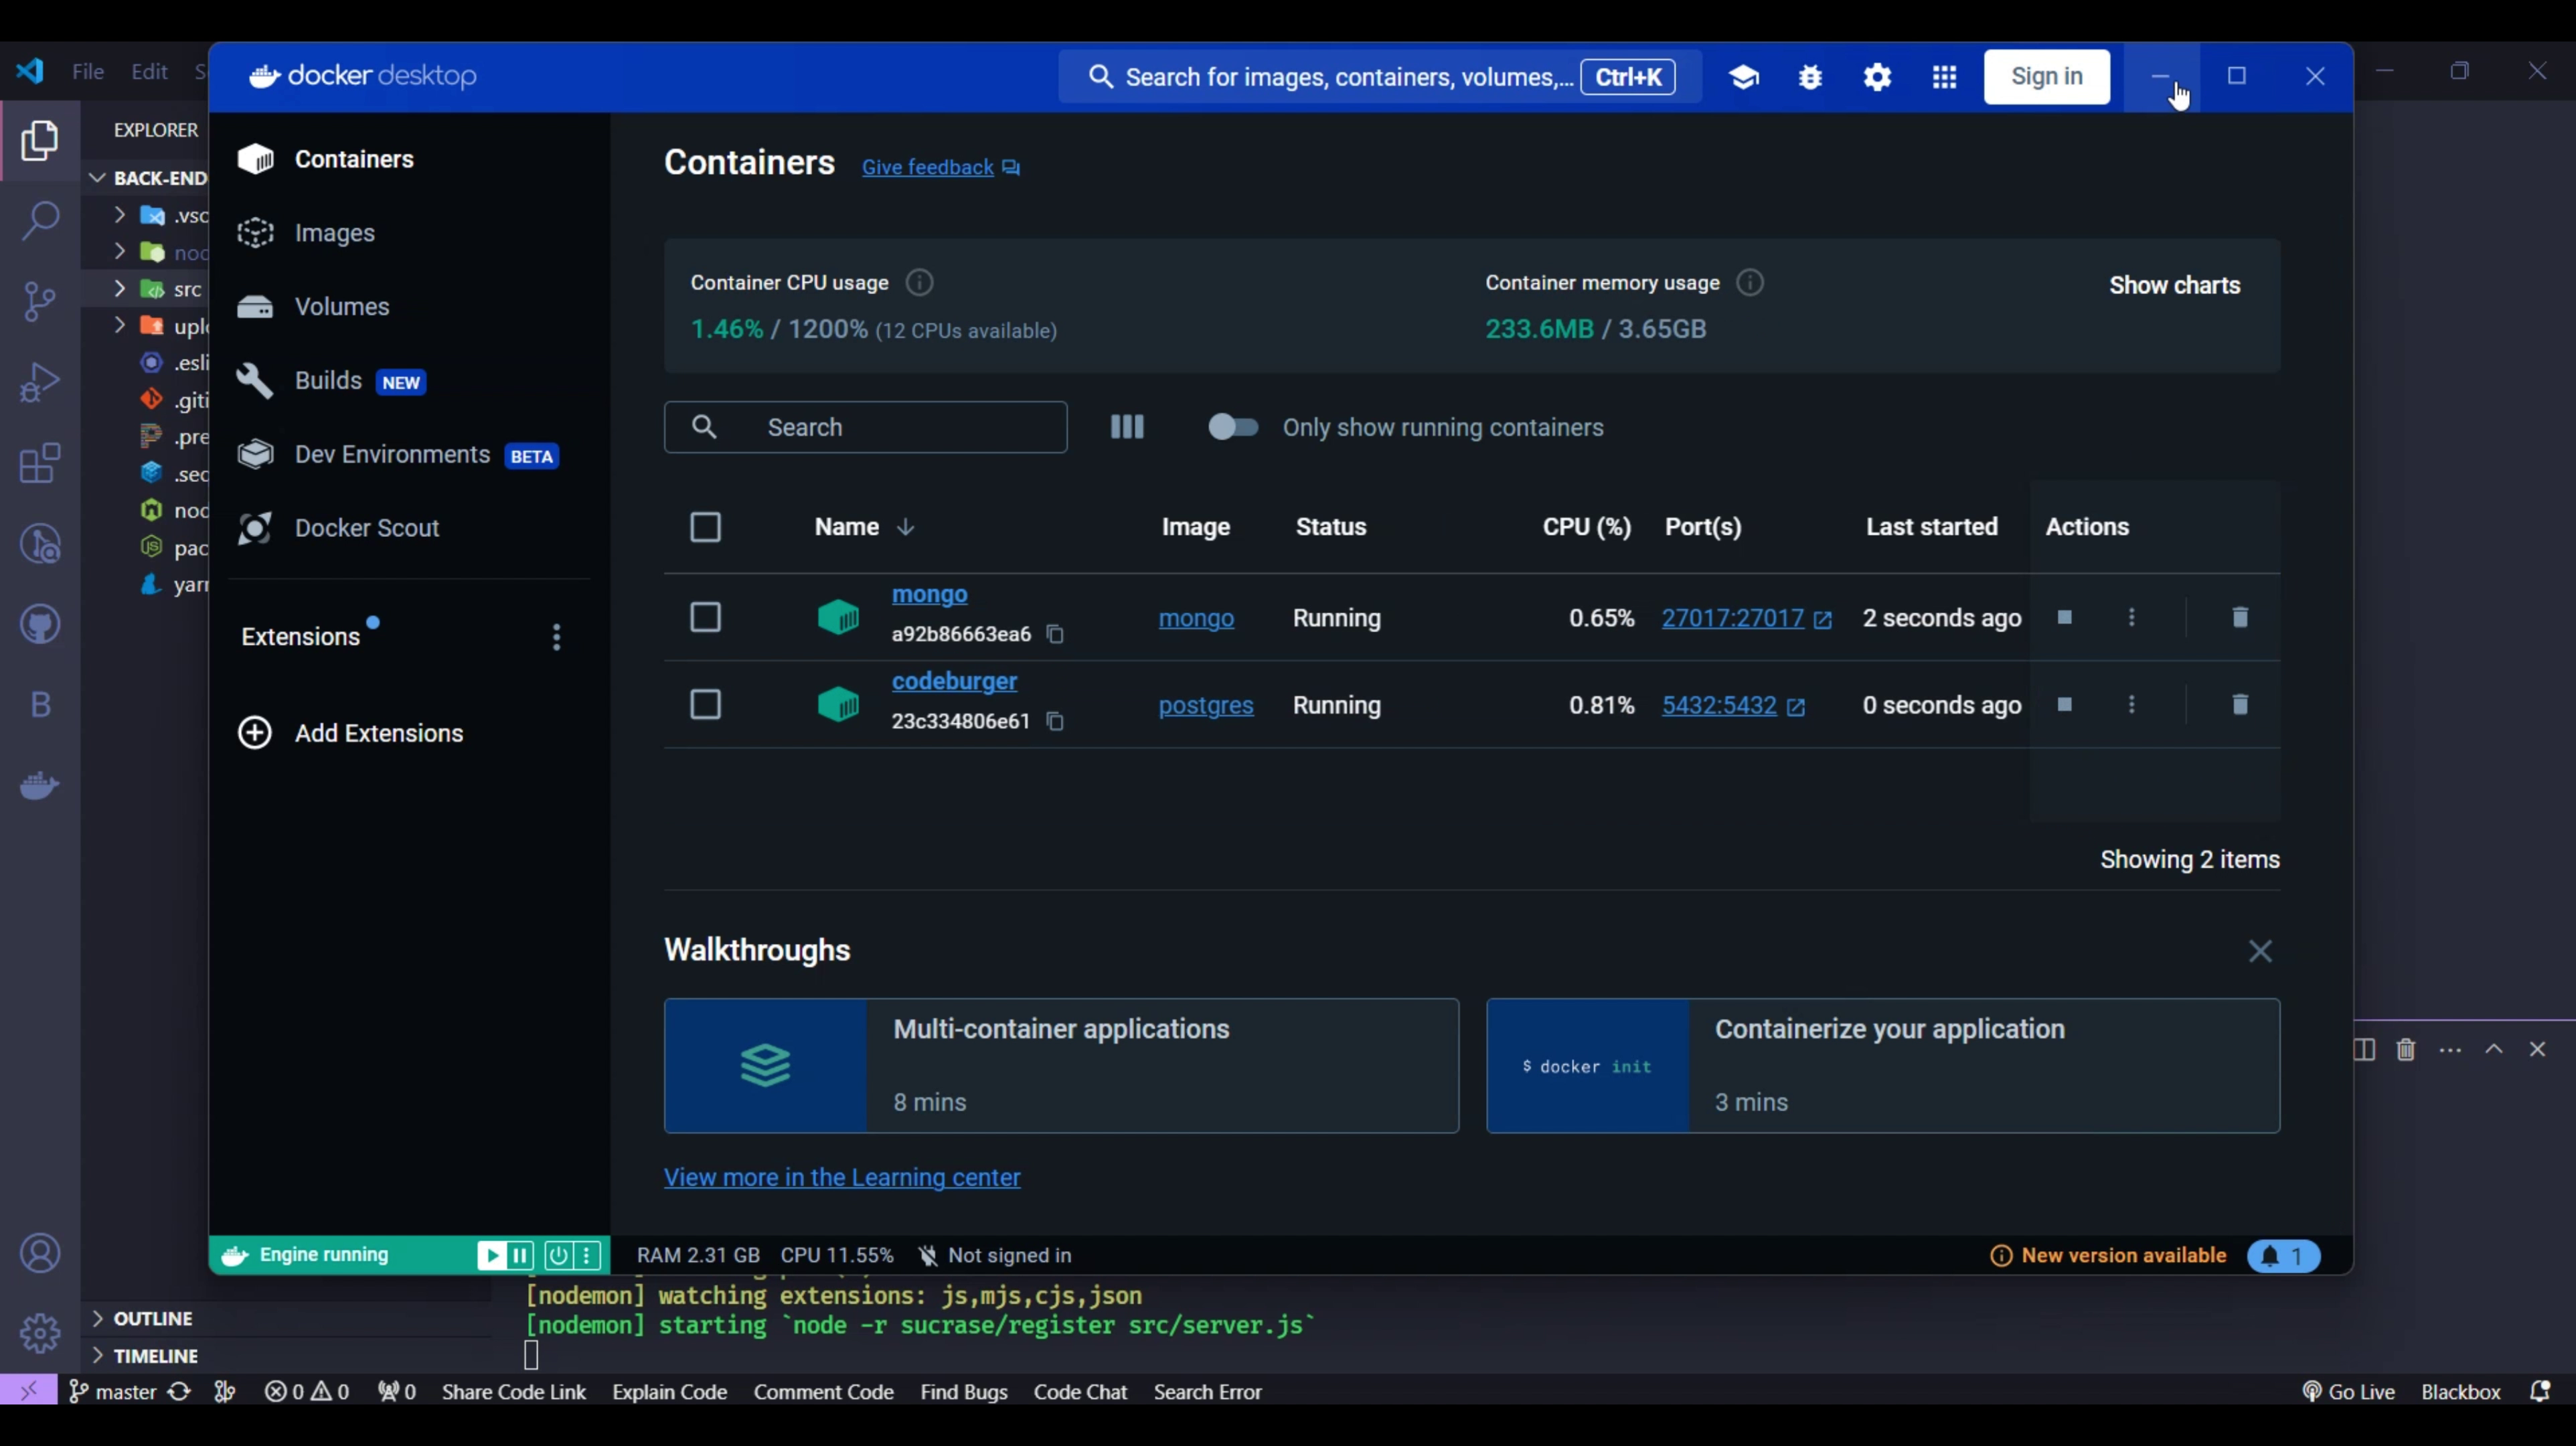 File Edit
docker desktop
Search for images, containers, volumes,... Ctrl+K
Sign in
EXPLORER
BACK-END
.vsc
nod
src
uplo
.esli
.giti
.pre
.sec
nod
pac
yarn
Containers
Images
Volumes
Builds NEW
Dev Environments BETA
Docker Scout
Extensions
Add Extensions
Containers Give feedback
Container CPU usage
1.46% / 1200% (12 CPUs available)
Container memory usage
233.6MB / 3.65GB
Show charts
Search
Only show running containers
Name Image Status CPU (%) Port(s) Last started Actions
mongo
a92b86663ea6
mongo Running 0.65% 27017:27017 2 seconds ago
codeburger
23c334806e61
postgres Running 0.81% 5432:5432 0 seconds ago
Showing 2 items
Walkthroughs
Multi-container applications
8 mins
$ docker init
Containerize your application
3 mins
View more in the Learning center
Engine running
RAM 2.31 GB CPU 11.55% Not signed in
New version available 1
[nodemon] watching extensions: js,mjs,cjs,json
[nodemon] starting `node -r sucrase/register src/server.js`
OUTLINE
TIMELINE
B
master 0 0 0 Share Code Link Explain Code Comment Code Find Bugs Code Chat Search Error Go Live Blackbox